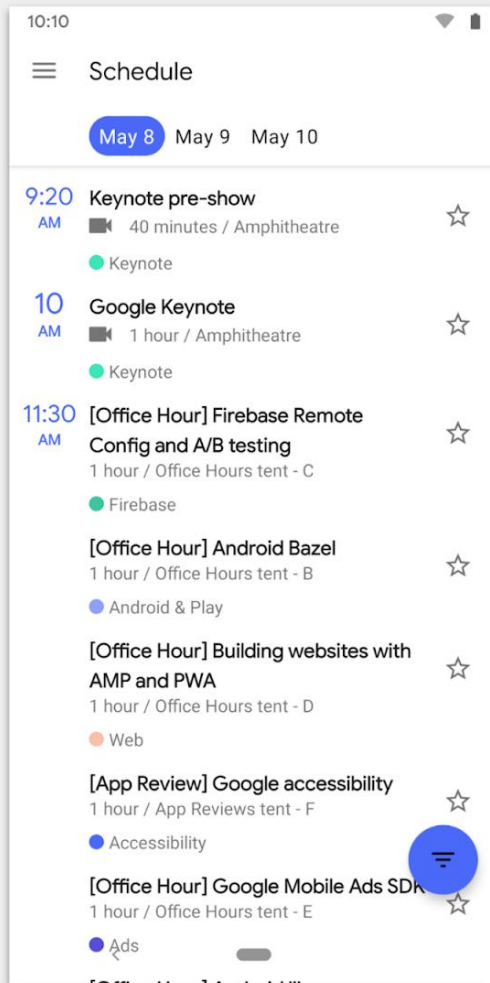 10:10
Schedule
May 8 May 9 May 10
9:20 AM
Keynote pre-show
40 minutes / Amphitheatre
Keynote
10 AM
Google Keynote
1 hour / Amphitheatre
Keynote
11:30 AM
[Office Hour] Firebase Remote
Config and A/B testing
1 hour / Office Hours tent - C
Firebase
[Office Hour] Android Bazel
1 hour / Office Hours tent - B
Android & Play
[Office Hour] Building websites with
AMP and PWA
1 hour / Office Hours tent - D
Web
[App Review] Google accessibility
1 hour / App Reviews tent - F
Accessibility
[Office Hour] Google Mobile Ads SDK
1 hour / Office Hours tent - E
Ads